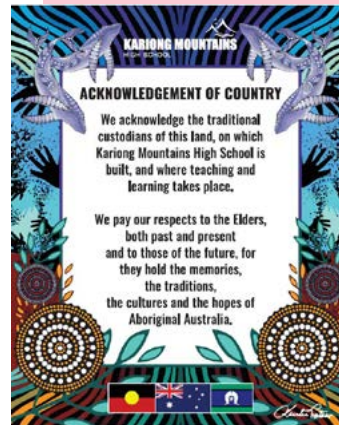 KARIONG MOUNTAINS
HIGH SCHOOL
ACKNOWLEDGEMENT OF COUNTRY
We acknowledge the traditional
custodians of this land, on which
Kariong Mountains High School is
built, and where teaching and
learning takes place.
We pay our respects to the Elders,
both past and present
and to those of the future, for
they hold the memories,
the traditions,
the cultures and the hopes of
Aboriginal Australia.